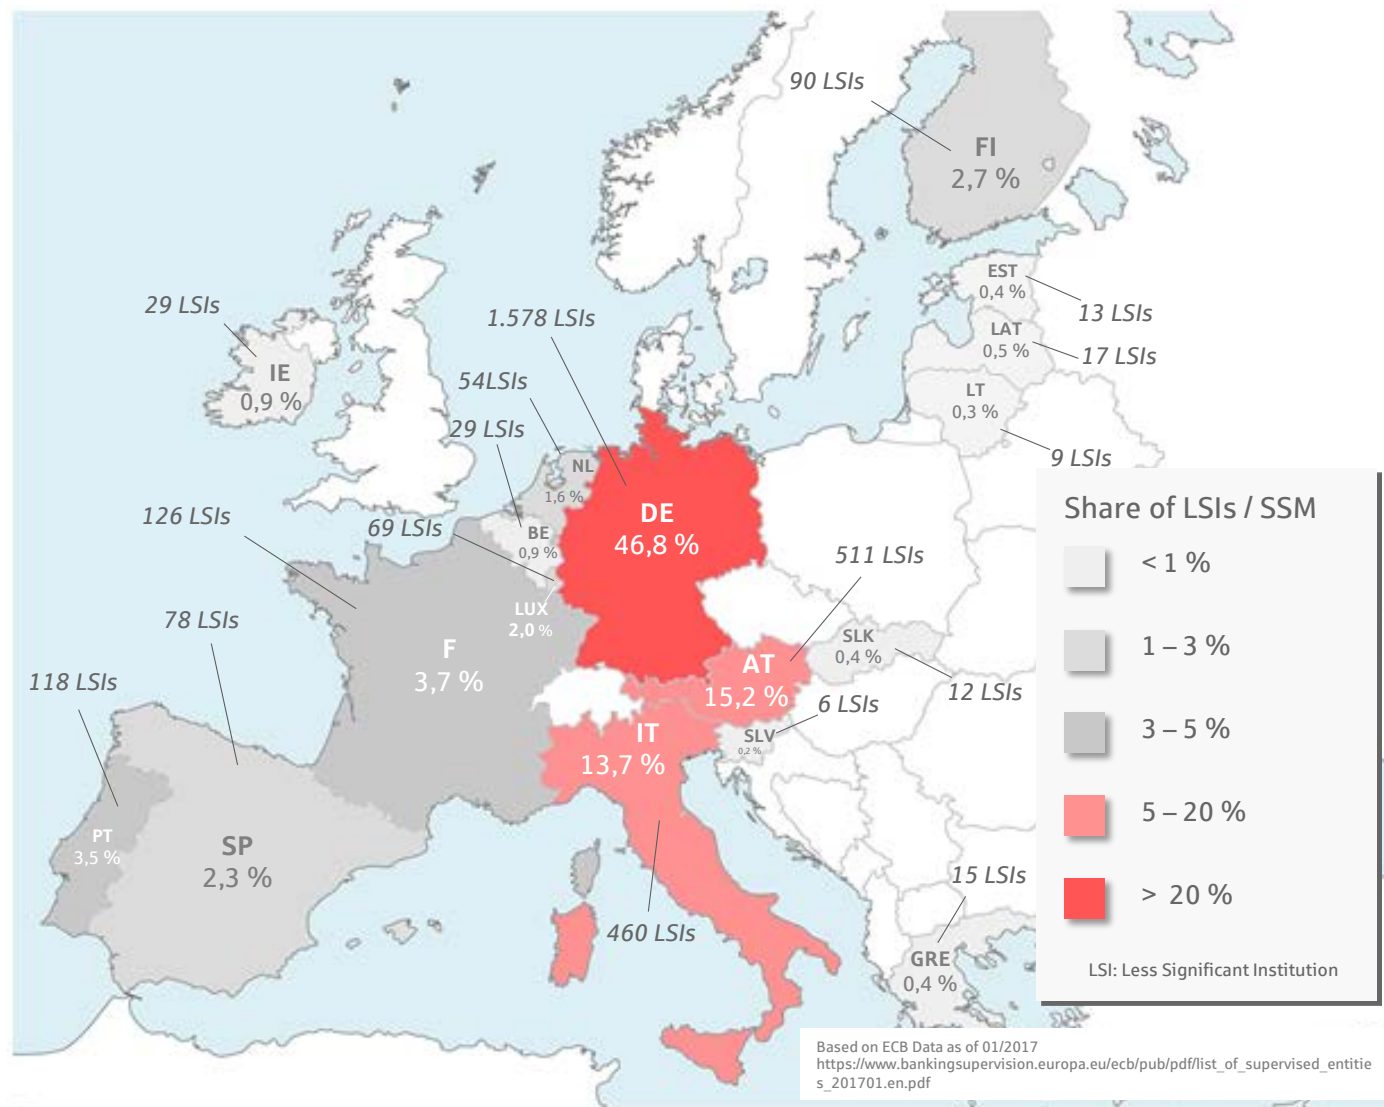 90 LSIs
FI
2,7 %
EST
0,4 %
13 LSIs
29 LSIs
1.578 LSIs
LAT
0,5 %
17 LSIs
IE
0,9 %
54LSIs
LT
0,3 %
29 LSIs
9 LSIs
NL
1,6 %
126 LSIs
69 LSIs
BE
0,9 %
DE
46,8 %
511 LSIs
78 LSIs
LUX
2,0 %
F
3,7 %
SLK
0,4 %
118 LSIs
AT
15,2 %
12 LSIs
6 LSIs
IT
13,7 %
SLV
0,2 %
PT
3,5 %
SP
2,3 %
460 LSIs
15 LSIs
GRE
0,4 %
Share of LSIs / SSM
< 1 %
1 – 3 %
3 – 5 %
5 – 20 %
> 20 %
LSI: Less Significant Institution
Based on ECB Data as of 01/2017
https://www.bankingsupervision.europa.eu/ecb/pub/pdf/list_of_supervised_entitie
s_201701.en.pdf